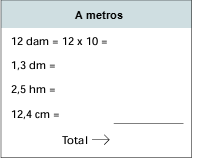 A metros
12 dam = 12 x 10 =
1,3 dm =
2,5 hm =
12,4 cm =
Total →